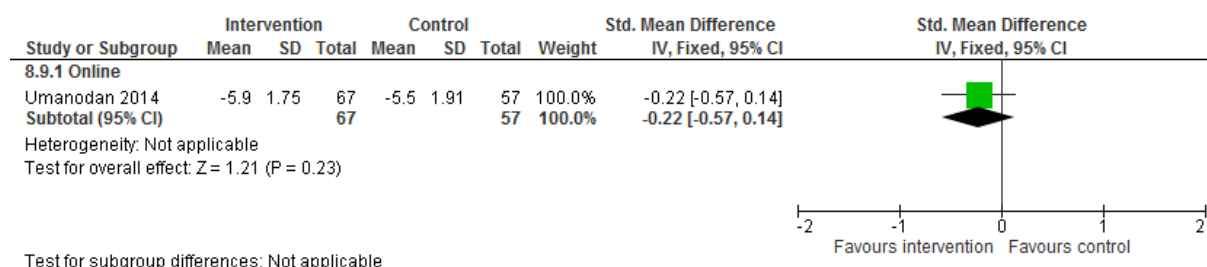 Intervention Control Std. Mean Difference Std. Mean Difference
Study or Subgroup Mean SD Total Mean SD Total Weight IV, Fixed, 95% CI IV, Fixed, 95% CI
8.9.1 Online
Umanodan 2014 -5.9 1.75 67 -5.5 1.91 57 100.0% -0.22 [-0.57, 0.14]
Subtotal (95% CI) 67 57 100.0% -0.22 [-0.57, 0.14]
Heterogeneity: Not applicable
Test for overall effect: Z = 1.21 (P = 0.23)
-2 -1 0 1 2
Favours intervention Favours control
Test for subgroup differences: Not applicable